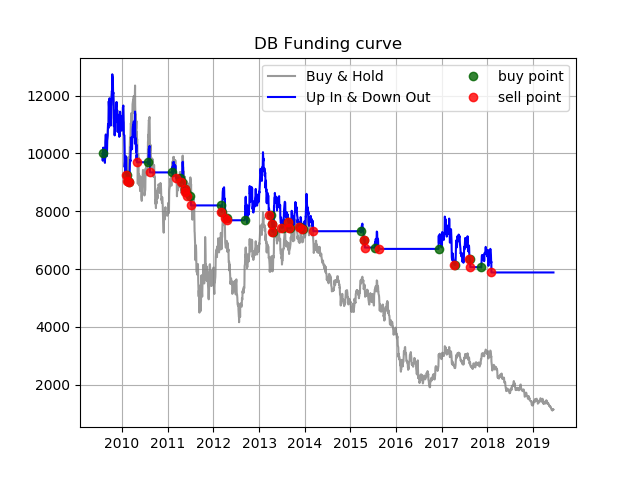 DB Funding curve
Buy & Hold
Up In & Down Out
buy point
sell point
12000
10000
8000
6000
4000
2000
2010 2011 2012 2013 2014 2015 2016 2017 2018 2019